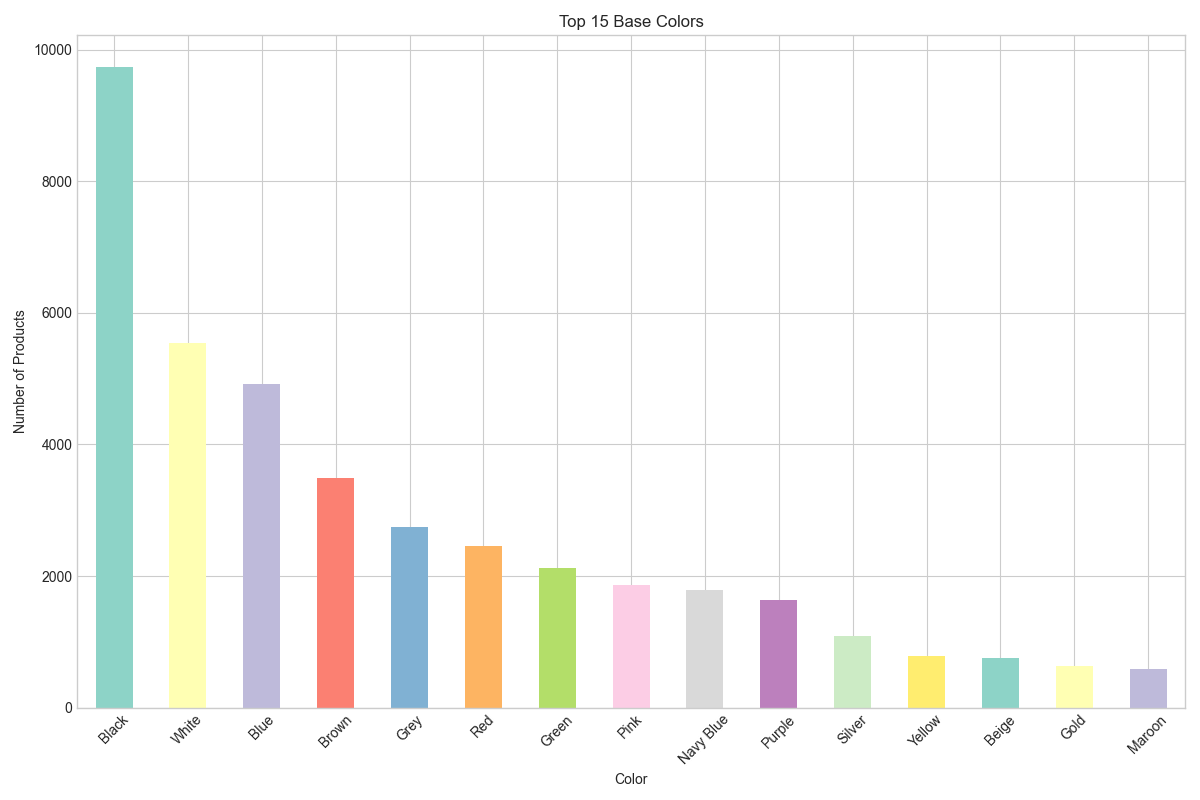 Top 15 Base Colors
Number of Products
10000
8000
6000
4000
2000
0
Black
White
Blue
Brown
Grey
Red
Green
Pink
Navy Blue
Purple
Silver
Yellow
Beige
Gold
Maroon
Color